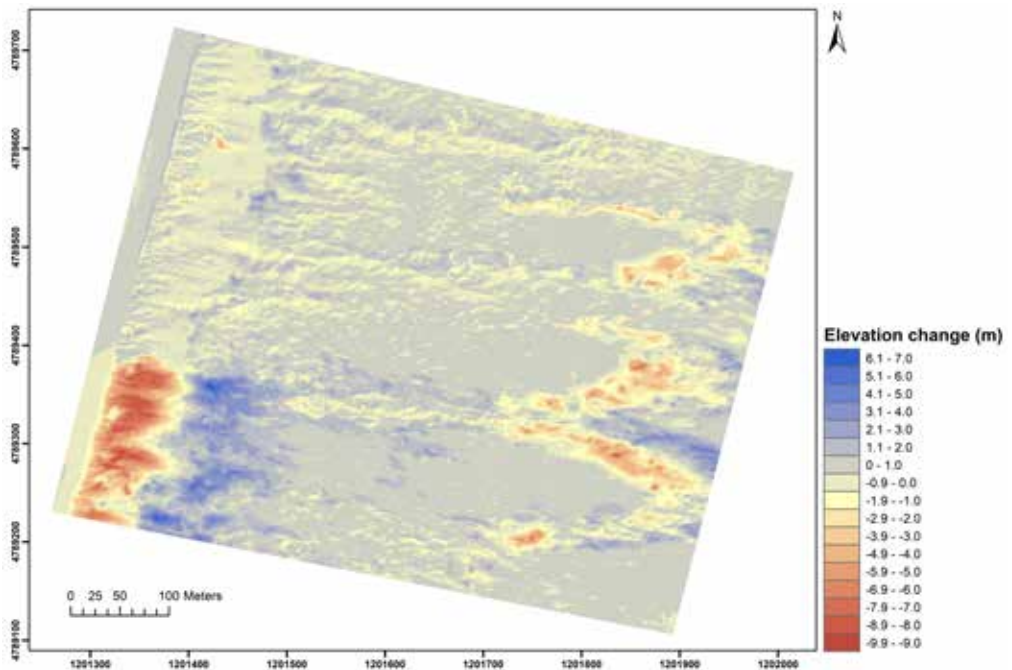 N
4789700
4789600
4789500
4789400
4789300
4789200
4789100
0 25 50 100 Meters
1201300 1201400 1201500 1201600 1201700 1201800 1201900 1202000
Elevation change (m)
6.1 - 7.0
5.1 - 6.0
4.1 - 5.0
3.1 - 4.0
2.1 - 3.0
1.1 - 2.0
0 - 1.0
-0.9 - 0.0
-1.9 - -1.0
-2.9 - -2.0
-3.9 - -3.0
-4.9 - -4.0
-5.9 - -5.0
-6.9 - -6.0
-7.9 - -7.0
-8.9 - -8.0
-9.9 - -9.0